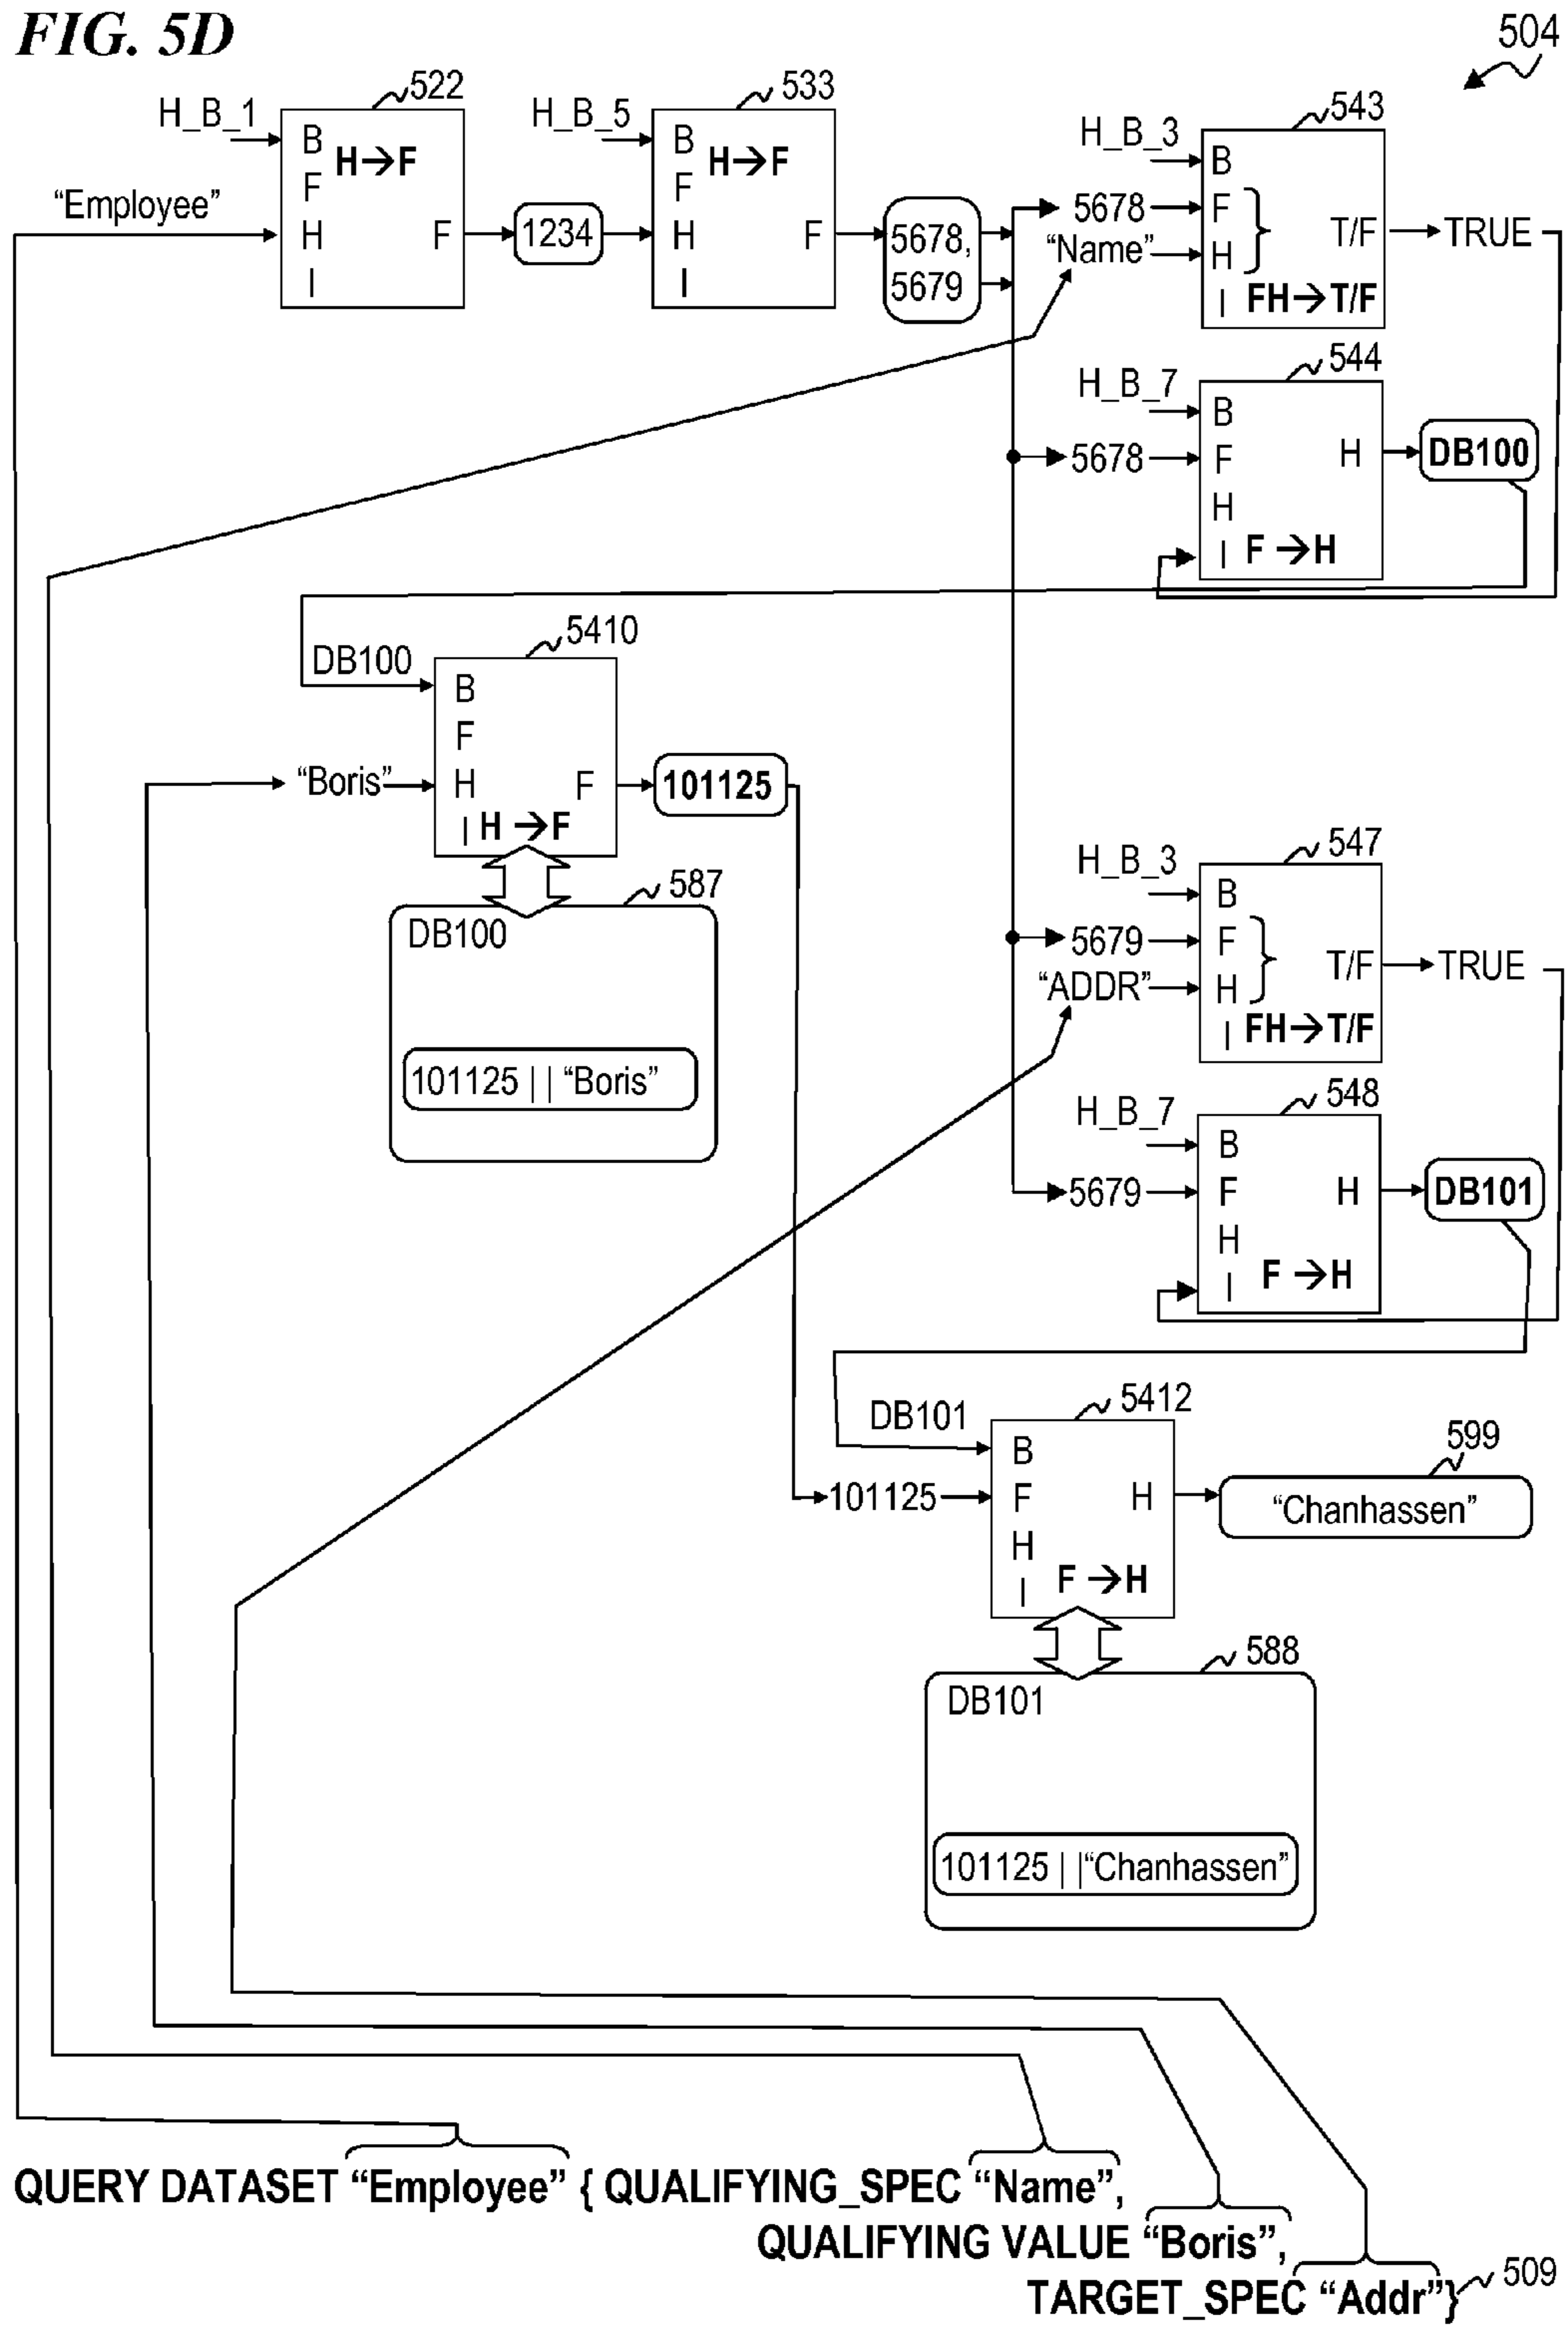 FIG. 5D
504
522
H_B_1
B
H→F
F
"Employee"
H
F
I
1234
533
H_B_5
B
H→F
F
H
F
I
5678,
5679
543
H_B_3
B
5678
F
"Name"
H
T/F
TRUE
I FH→T/F
544
H_B_7
B
5678
F
H
DB100
H
I F→H
5410
DB100
B
F
"Boris"
H
F
101125
I H→F
587
DB100
101125 || "Boris"
547
H_B_3
B
5679
F
"ADDR"
H
T/F
TRUE
I FH→T/F
548
H_B_7
B
5679
F
H
DB101
H
F→H
I
5412
DB101
B
101125
F
H
599
"Chanhassen"
H
F→H
I
588
DB101
101125 ||"Chanhassen"
QUERY DATASET "Employee" { QUALIFYING_SPEC "Name",
QUALIFYING VALUE "Boris",
TARGET_SPEC "Addr"}
509